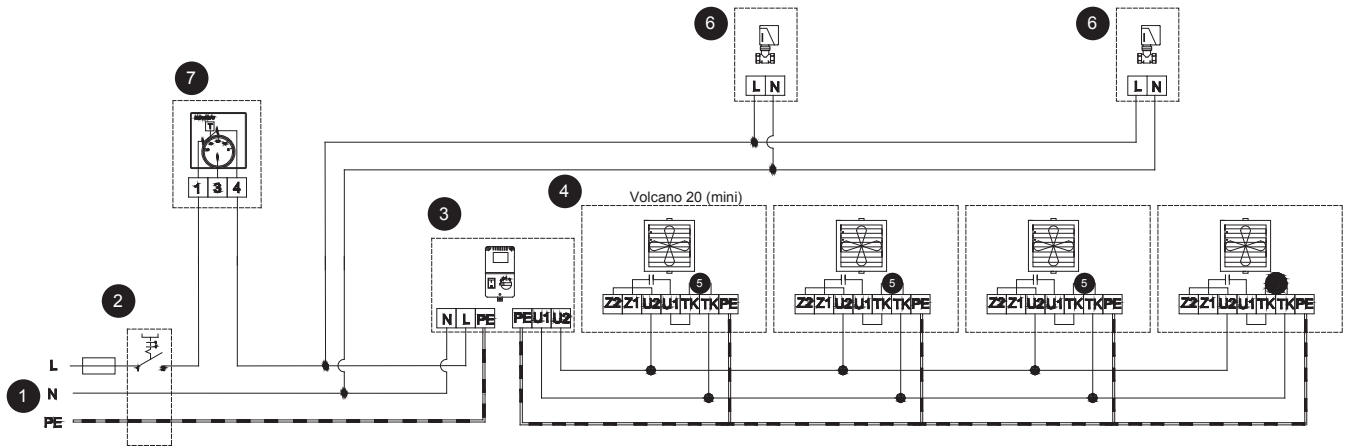 6
6
L N
L N
7
1 3 4
4
Volcano 20 (mini)
3
5
5
5
Z2 Z1 U2 U1 TK TK PE
Z2 Z1 U2 U1 TK TK PE
Z2 Z1 U2 U1 TK TK PE
Z2 Z1 U2 U1 TK TK PE
2
N L PE
PE U1 U2
L
1
N
PE